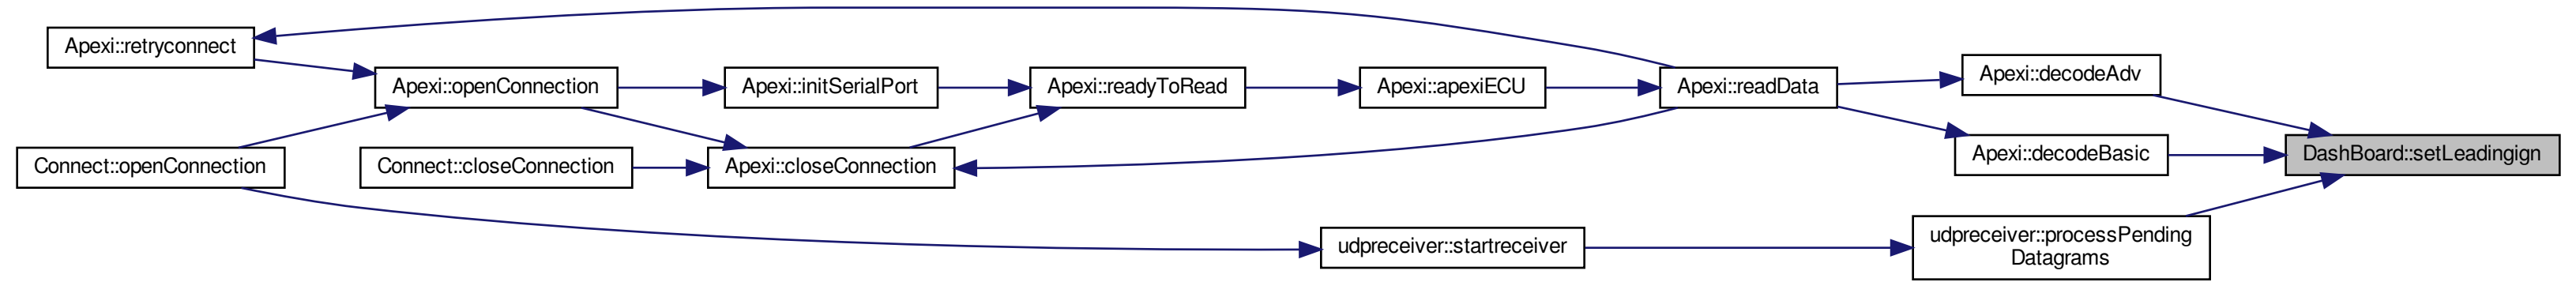 Apexi::retryconnect
Apexi::openConnection
Apexi::initSerialPort
Apexi::readyToRead
Apexi::apexiECU
Apexi::readData
Apexi::decodeAdv
Connect::openConnection
Connect::closeConnection
Apexi::closeConnection
Apexi::decodeBasic
DashBoard::setLeadingign
udpreceiver::startreceiver
udpreceiver::processPending
Datagrams